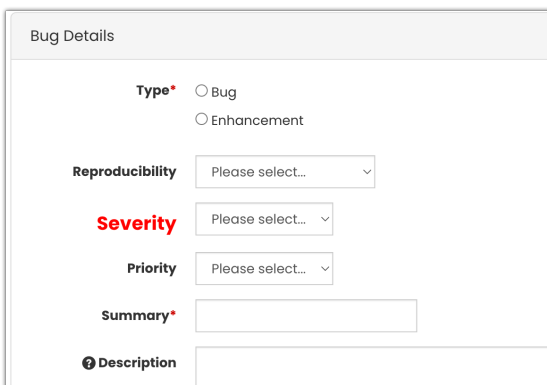 Bug Details
Type* Bug
Enhancement
Reproducibility Please select...
Severity Please select...
Priority Please select...
Summary*
? Description